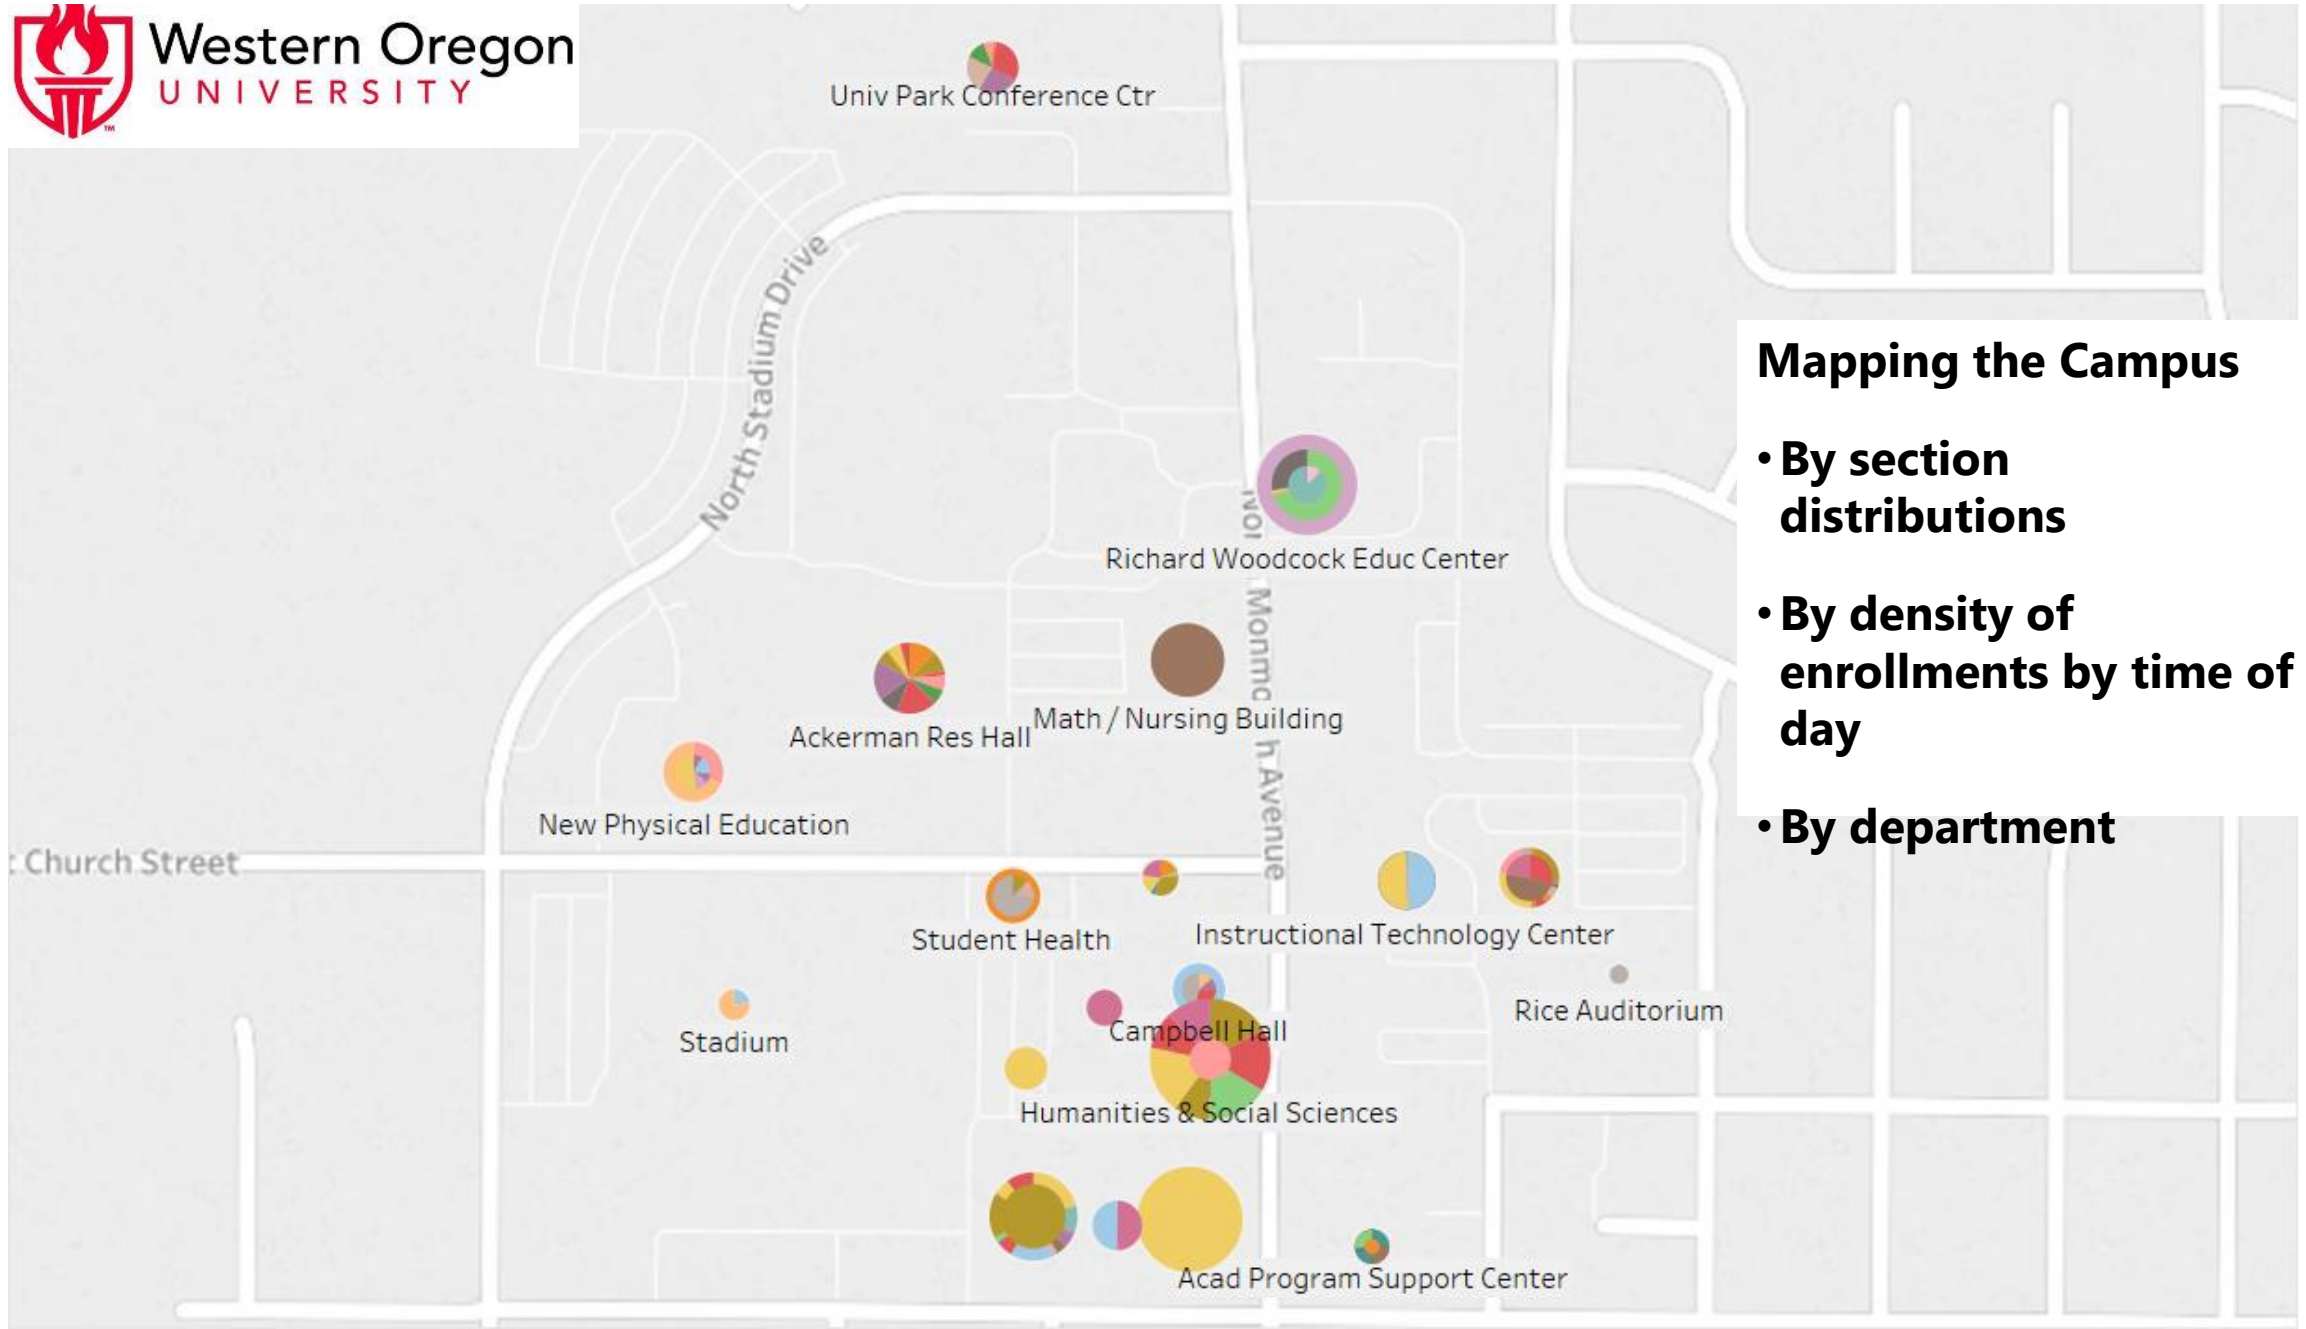 Western Oregon
UNIVERSITY
™
Univ Park Conference Ctr
North Stadium Drive
Mapping the Campus
• By section
distributions
• By density of
enrollments by time of
day
• By department
Richard Woodcock Educ Center
Math / Nursing Building
Ackerman Res Hall
New Physical Education
h Avenue
Church Street
Student Health
Instructional Technology Center
Rice Auditorium
Campbell Hall
Stadium
Humanities & Social Sciences
Acad Program Support Center